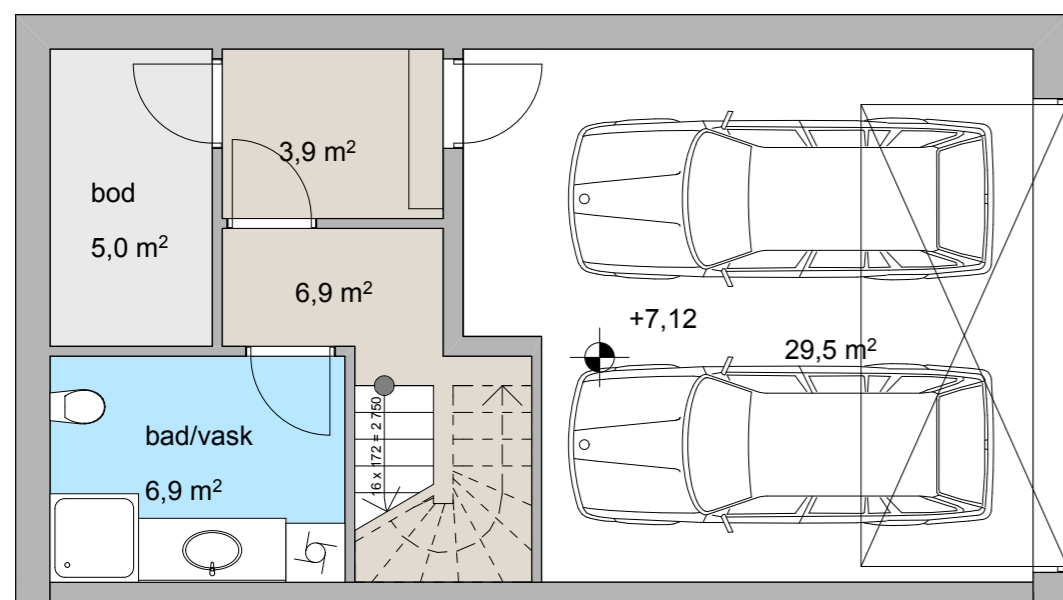 3,9 m²
bod
5,0 m²
6,9 m²
+7,12
29,5 m²
16 x 172 = 2 750
bad/vask
6,9 m²